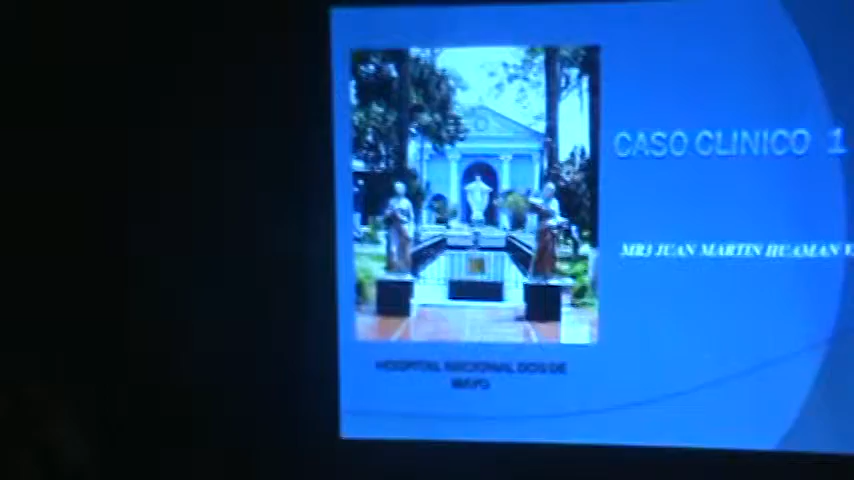 CASO CLINICO 1
MR3 JUAN MARTIN HUAMAN V
HOSPITAL NACIONAL DOS DE
MAYO